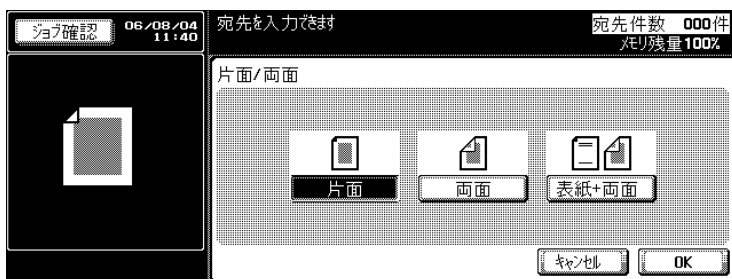 ジョブ確認
06/08/04
11:40
宛先を入力できます
宛先件数 000件
メモリ残量100%
片面/両面
片面
両面
表紙+両面
キャンセル
OK